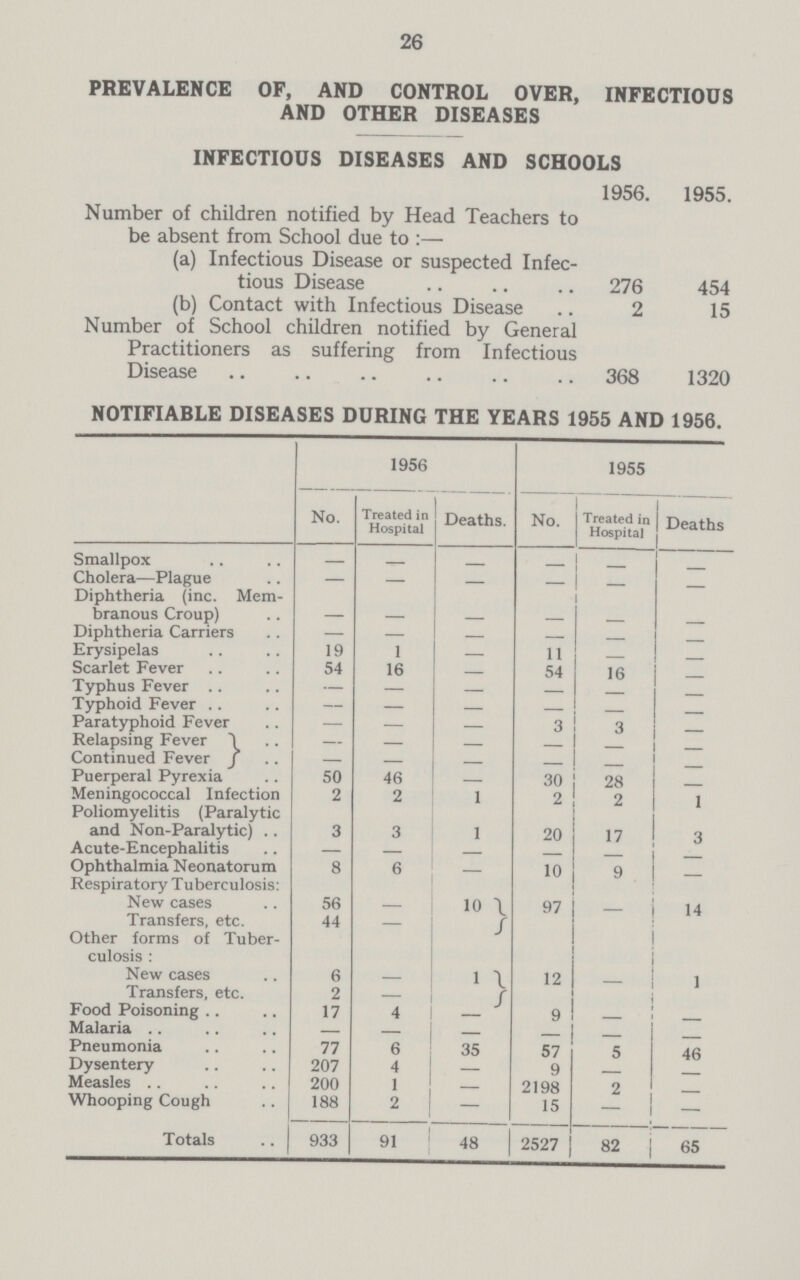 26
PREVALENCE OF, AND CONTROL OVER, INFECTIOUS
AND OTHER DISEASES
INFECTIOUS DISEASES AND SCHOOLS
1956. 1955.
Number of children notified by Head Teachers to
be absent from School due to :—
(a) Infectious Disease or suspected Infec-
tious Disease .. .. .. 276 454
(b) Contact with Infectious Disease .. 2 15
Number of School children notified by General
Practitioners as suffering from Infectious
Disease .. .. .. .. .. .. 368 1320
NOTIFIABLE DISEASES DURING THE YEARS 1955 AND 1956.
1956 1955
No. Treated in Hospital Deaths. No. Treated in Hospital Deaths
Smallpox .. .. — — — — — —
Cholera—Plague .. — — — — — —
Diphtheria (inc. Mem-
branous Croup) .. — — — — — —
Diphtheria Carriers .. — — — — — —
Erysipelas .. .. 19 1 — 11 — —
Scarlet Fever .. .. 54 16 — 54 16 —
Typhus Fever .. .. — — — — — —
Typhoid Fever .. .. — — — — — —
Paratyphoid Fever .. — — — 3 3 —
Relapsing Fever } .. — — — — — —
Continued Fever } .. — — — — — —
Puerperal Pyrexia .. 50 46 — 30 28 —
Meningococcal Infection 2 2 1 2 2 1
Poliomyelitis (Paralytic
and Non-Paralytic) .. 3 3 1 20 17 3
Acute-Encephalitis .. — — — — — —
Ophthalmia Neonatorum 8 6 — 10 9 —
Respiratory Tuberculosis:
New cases .. 56 — 10 } 97 — 14
Transfers, etc. 44 — }
Other forms of Tuber-
culosis :
New cases .. 6 — 1 } 12 — 1
Transfers, etc. 2 — }
Food Poisoning .. .. 17 4 — 9 — —
Malaria .. .. .. — — — — — —
Pneumonia .. .. 77 6 35 57 5 46
Dysentery .. .. 207 4 — 9 — —
Measles .. .. .. 200 1 — 2198 2 —
Whooping Cough .. 188 2 — 15 — —
Totals .. 933 91 48 2527 82 65